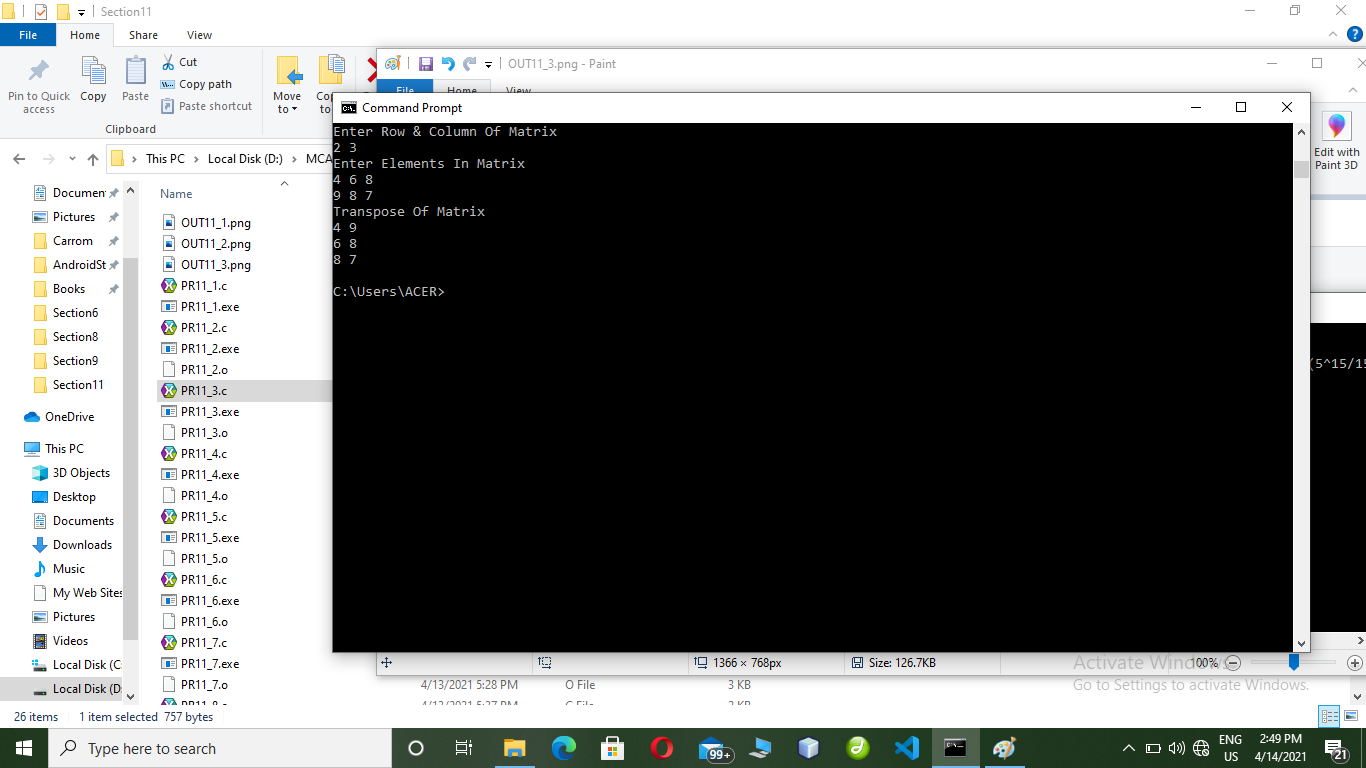 Section11
File Home Share View
Pin to Quick access
Copy
Paste
Cut
Copy path
Paste shortcut
Move to
Clipboard
This PC Local Disk (D:) MCA
Documen
Pictures
Carrom
AndroidSt
Books
Section6
Section8
Section9
Section11
OneDrive
This PC
3D Objects
Desktop
Documents
Downloads
Music
My Web Sites
Pictures
Videos
Local Disk (C
Local Disk (D
Name
OUT11_1.png
OUT11_2.png
OUT11_3.png
PR11_1.c
PR11_1.exe
PR11_2.c
PR11_2.exe
PR11_2.o
PR11_3.c
PR11_3.exe
PR11_3.o
PR11_4.c
PR11_4.exe
PR11_4.o
PR11_5.c
PR11_5.exe
PR11_5.o
PR11_6.c
PR11_6.exe
PR11_6.o
PR11_7.c
PR11_7.exe
PR11_7.o
4/13/2021 5:28 PM O File 3 KB
26 items 1 item selected 757 bytes
OUT11_3.png - Paint
File Home View
Edit with
Paint 3D
Command Prompt
Enter Row & Column Of Matrix
2 3
Enter Elements In Matrix
4 6 8
9 8 7
Transpose Of Matrix
4 9
6 8
8 7
C:\Users\ACER>
(5^15/15
1366 × 768px
Size: 126.7KB
100%
Activate Windows
Go to Settings to activate Windows.
Type here to search
99+
ENG
US
2:49 PM
4/14/2021
21